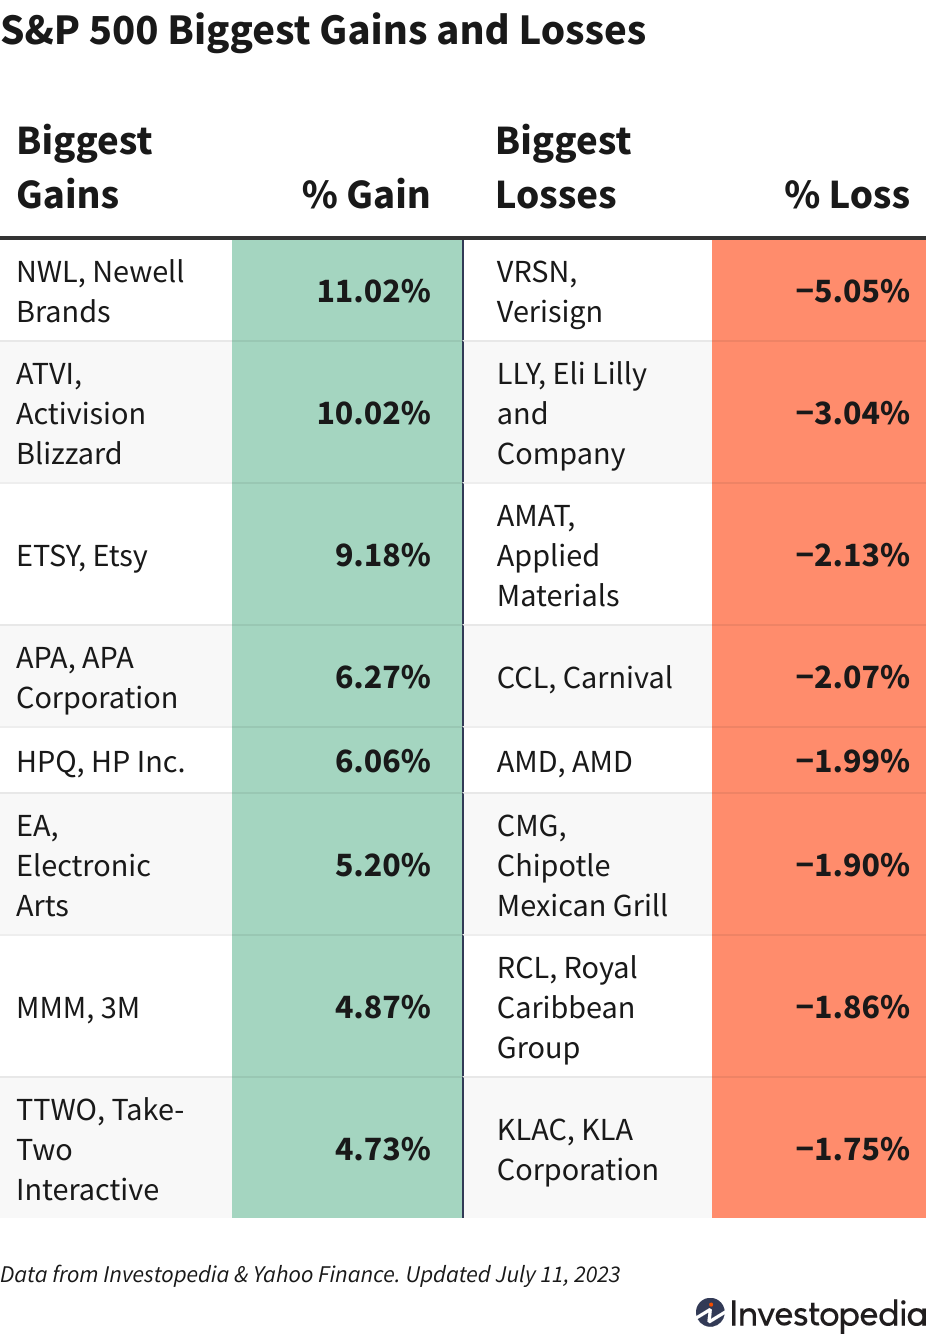 S&P 500 Biggest Gains and Losses
Biggest
Gains
% Gain
Biggest
Losses
% Loss
NWL, Newell
Brands
11.02%
VRSN,
Verisign
−5.05%
ATVI,
Activision
Blizzard
10.02%
LLY, Eli Lilly
and
Company
−3.04%
ETSY, Etsy
9.18%
AMAT,
Applied
Materials
−2.13%
APA, APA
Corporation
6.27%
CCL, Carnival
−2.07%
HPQ, HP Inc.
6.06%
AMD, AMD
−1.99%
EA,
Electronic
Arts
5.20%
CMG,
Chipotle
Mexican Grill
−1.90%
MMM, 3M
4.87%
RCL, Royal
Caribbean
Group
−1.86%
TTWO, Take-
Two
Interactive
4.73%
KLAC, KLA
Corporation
−1.75%
Data from Investopedia & Yahoo Finance. Updated July 11, 2023
Investopedia